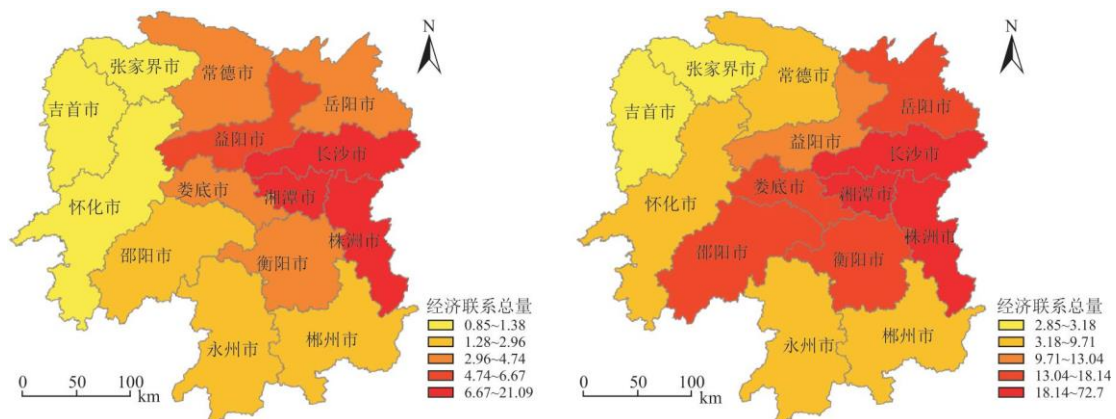 N
张家界市
常德市
岳阳市
吉首市
益阳市
长沙市
娄底市
湘潭市
怀化市
邵阳市
衡阳市
株洲市
永州市
郴州市
经济联系总量
0.85~1.38
1.28~2.96
2.96~4.74
4.74~6.67
6.67~21.09
0 50 100
km
N
张家界市
常德市
岳阳市
吉首市
益阳市
长沙市
娄底市
湘潭市
怀化市
邵阳市
衡阳市
株洲市
永州市
郴州市
经济联系总量
2.85~3.18
3.18~9.71
9.71~13.04
13.04~18.14
18.14~72.7
0 50 100
km